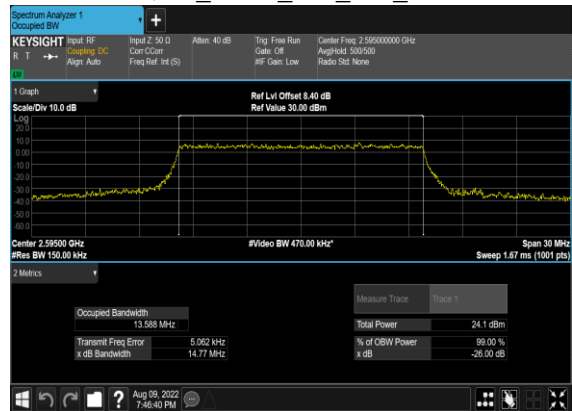 Spectrum Analyzer 1
Occupied BW
+
KEYSIGHT Input: RF Input Z: 50 Ω Atten: 40 dB Trig: Free Run Center Freq: 2.595000000 GHz
R T Coupling: DC Corr CCorr Gate: Off Avg|Hold: 500/500
Align: Auto Freq Ref: Int (S) #IF Gain: Low Radio Std: None
LW
1 Graph
Ref Lvl Offset 8.40 dB
Scale/Div 10.0 dB Ref Value 30.00 dBm
Log
20.0
10.0
0.00
-10.0
-20.0
-30.0
-40.0
-50.0
-60.0
Center 2.59500 GHz #Video BW 470.00 kHz* Span 30 MHz
#Res BW 150.00 kHz Sweep 1.67 ms (1001 pts)
2 Metrics
Measure Trace Trace 1
Occupied Bandwidth
13.588 MHz Total Power 24.1 dBm
Transmit Freq Error 5.062 kHz % of OBW Power 99.00 %
x dB Bandwidth 14.77 MHz x dB -26.00 dB
? Aug 09, 2022
7:46:40 PM